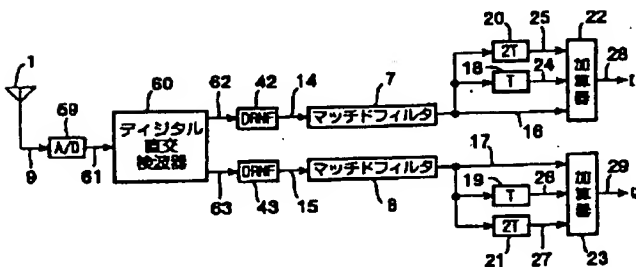 20 25 22
1 60 62 42 14 7 18 2T 24 28
T 加算器 I
69 DRNF マッチドフィルタ
A/D ディジタル直交検波器 16
9 61 17
DRNF マッチドフィルタ 19 29
63 43 15 8 T 26 加算器 Q
2T
21 27 23